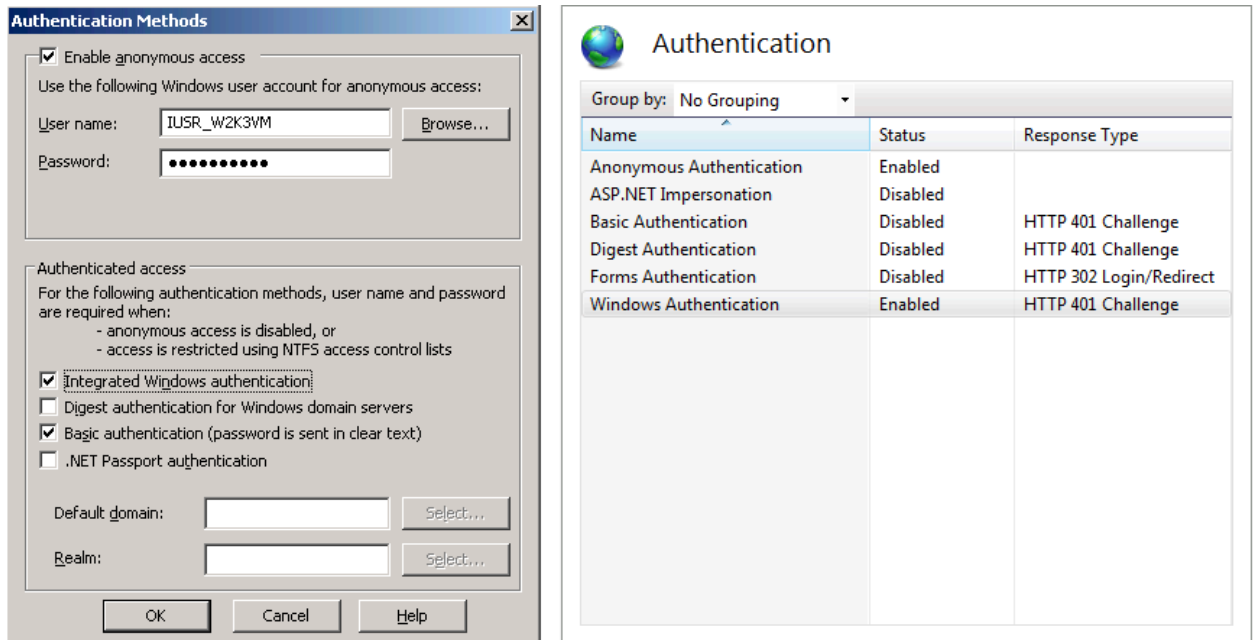 Authentication Methods
Enable anonymous access
Use the following Windows user account for anonymous access:
User name: IUSR_W2K3VM Browse...
Password: ●●●●●●●●●●
Authenticated access
For the following authentication methods, user name and password
are required when:
- anonymous access is disabled, or
- access is restricted using NTFS access control lists
Integrated Windows authentication
Digest authentication for Windows domain servers
Basic authentication (password is sent in clear text)
.NET Passport authentication
Default domain: Select...
Realm: Select...
OK Cancel Help
Authentication
Group by: No Grouping
Name Status Response Type
Anonymous Authentication Enabled
ASP.NET Impersonation Disabled
Basic Authentication Disabled HTTP 401 Challenge
Digest Authentication Disabled HTTP 401 Challenge
Forms Authentication Disabled HTTP 302 Login/Redirect
Windows Authentication Enabled HTTP 401 Challenge